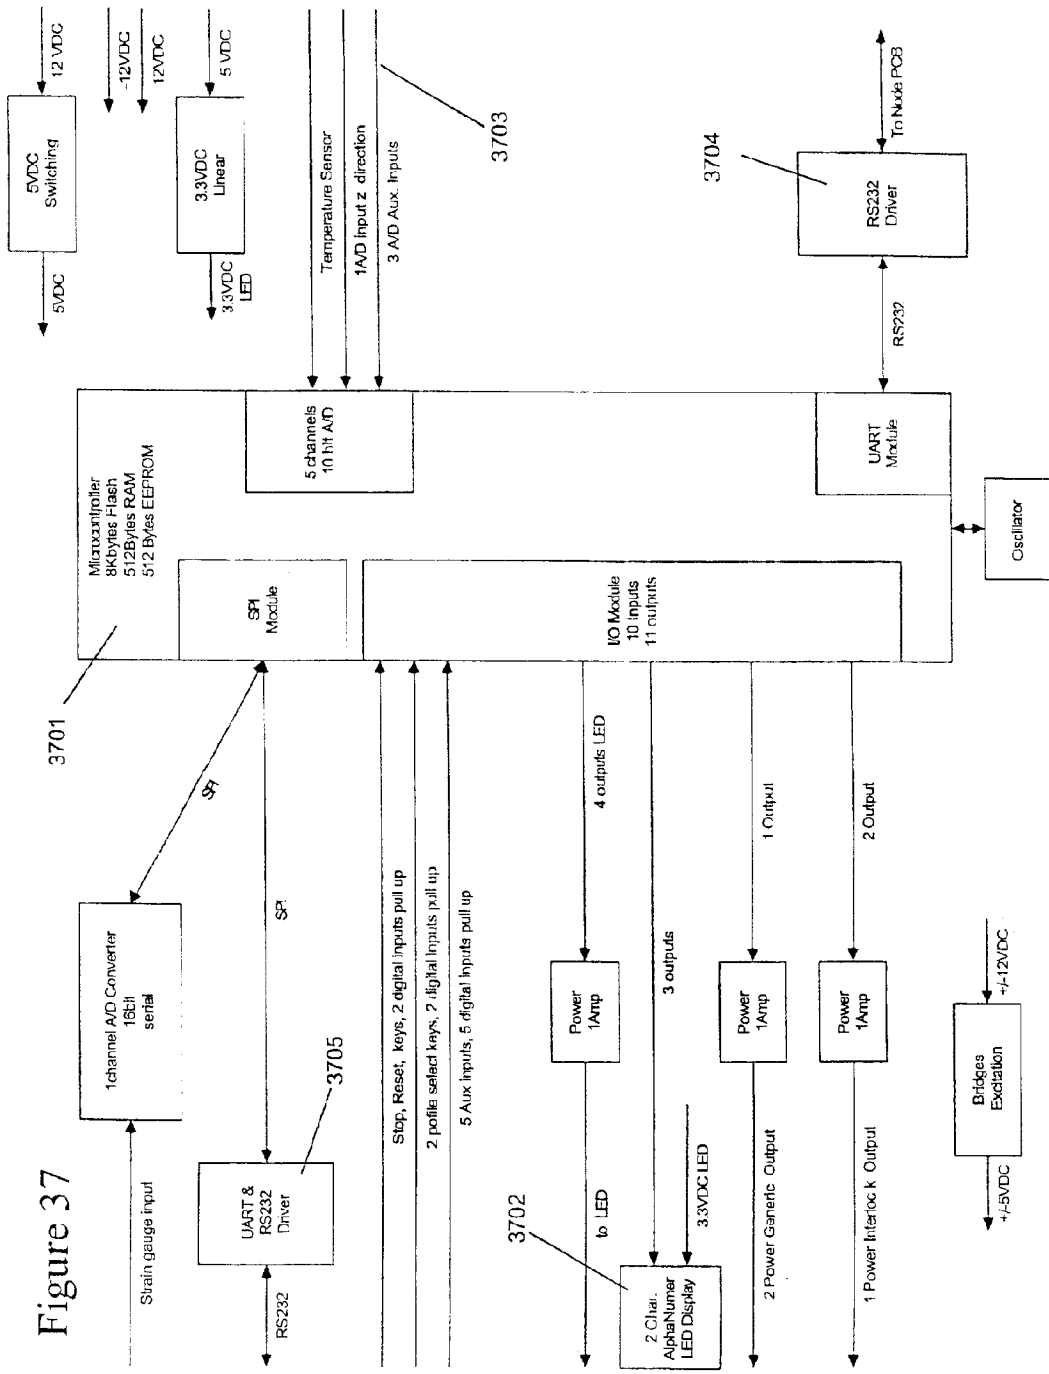 Figure 37
Strain gauge input
1channel A/D Converter
16bit
serial
SPI
3701
Microcontroller
8Kbytes Flash
512Bytes RAM
512 Bytes EEPROM
5VDC
5VDC
Switching
12 VDC
-12VDC
12VDC
RS232
UART &
RS232
Driver
3705
SPI
SPI
Module
3.3VDC
LED
3.3VDC
Linear
5 VDC
Stop, Reset, keys, 2 digital Inputs pull up
2 pofile select keys, 2 digital Inputs pull up
5 Aux Inputs, 5 digital Inputs pull up
5 channels
10 bit A/D
Temperature Sensor
1A/D Input z direction
3 A/D Aux. Inputs
3703
3702
to LED
Power
1Amp
4 outputs LED
I/O Module
10 Inputs
11 outputs
2 Char.
AlphaNumer
LED Display
3.3VDC LED
3 outputs
2 Power Generic Output
Power
1Amp
1 Output
3704
1 Power Interlock Output
Power
1Amp
2 Output
UART
Module
RS232
RS232
Driver
To Node PCB
+/-5VDC
Bridges
Excitation
+/-12VDC
Oscillator